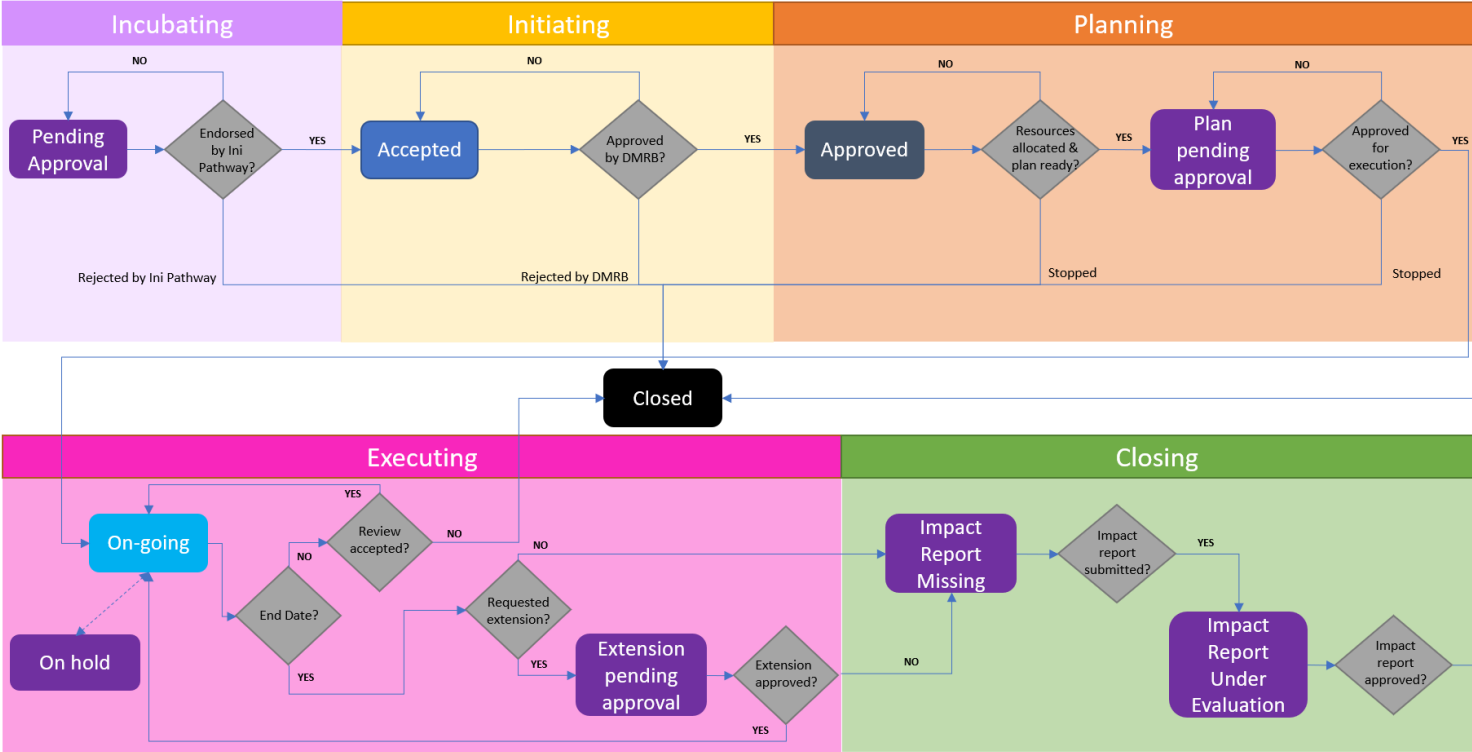 Incubating
Initiating
Planning
NO
NO
NO
NO
Pending
Approval
Endorsed
by Ini
Pathway?
YES
Accepted
Approved
by DMRB?
YES
Approved
Resources
allocated &
plan ready?
YES
Plan
pending
approval
Approved
for
execution?
YES
Rejected by Ini Pathway
Rejected by DMRB
Stopped
Stopped
Closed
Executing
Closing
YES
On-going
Review
accepted?
NO
NO
End Date?
YES
On hold
Requested
extension?
NO
YES
Extension
pending
approval
Extension
approved?
NO
YES
Impact
Report
Missing
Impact
report
submitted?
YES
Impact
Report
Under
Evaluation
Impact
report
approved?